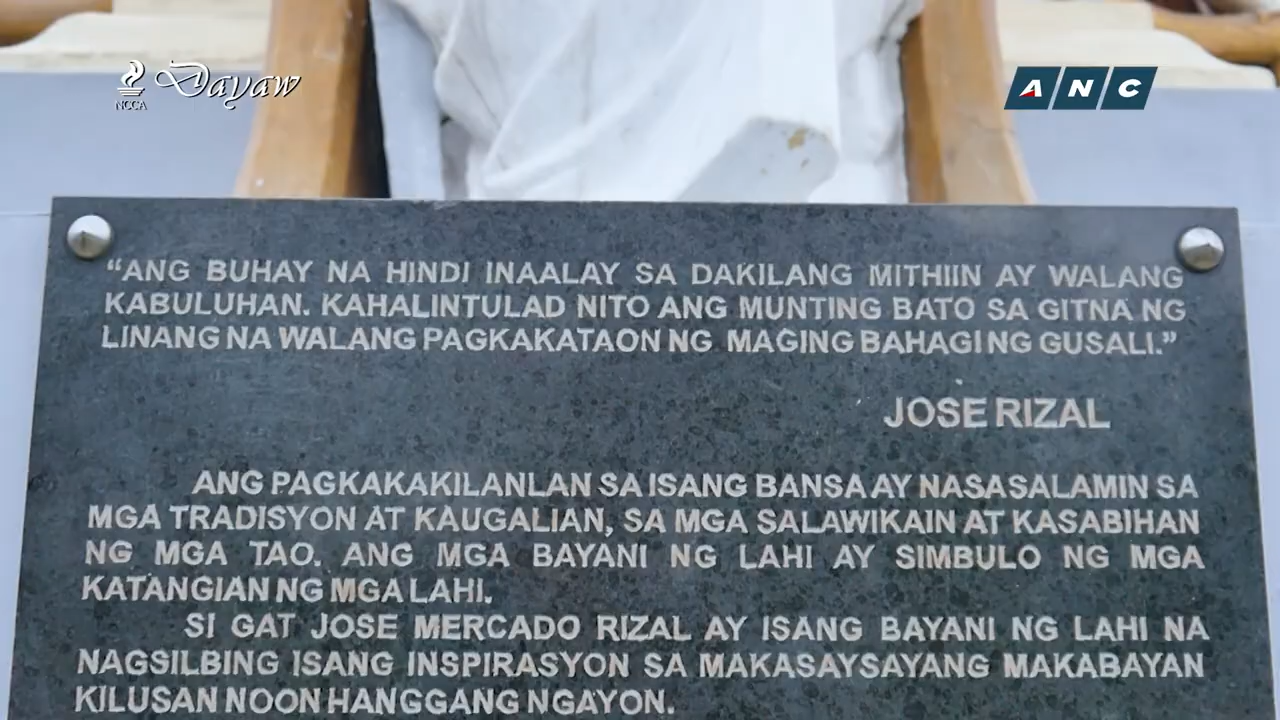 NCCA Dayaw
ANC
“ANG BUHAY NA HINDI INAALAY SA DAKILANG MITHIIN AY WALANG
KABULUHAN. KAHALINTULAD NITO ANG MUNTING BATO SA GITNA NG
LINANG NA WALANG PAGKAKATAON NG MAGING BAHAGI NG GUSALI.”
JOSE RIZAL
ANG PAGKAKAKILANLAN SA ISANG BANSA AY NASASALAMIN SA
MGA TRADISYON AT KAUGALIAN, SA MGA SALAWIKAIN AT KASABIHAN
NG MGA TAO. ANG MGA BAYANI NG LAHI AY SIMBULO NG MGA
KATANGIAN NG MGA LAHI.
SI GAT JOSE MERCADO RIZAL AY ISANG BAYANI NG LAHI NA
NAGSILBING ISANG INSPIRASYON SA MAKASAYSAYANG MAKABAYAN
KILUSAN NOON HANGGANG NGAYON.